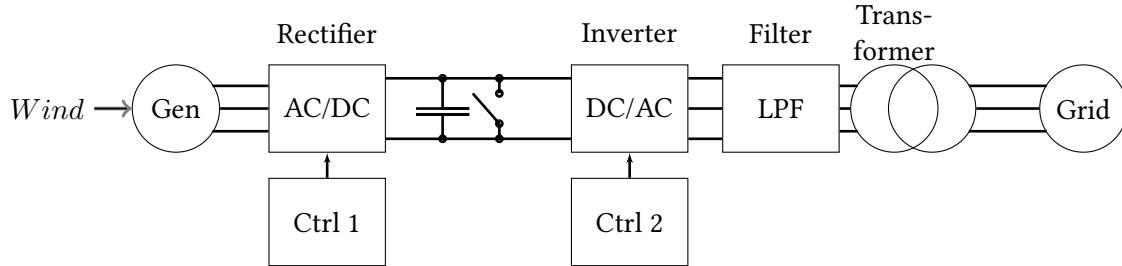 Trans-
Rectifier
Inverter
Filter
former
Wind
Gen
AC/DC
DC/AC
LPF
Grid
Ctrl 1
Ctrl 2